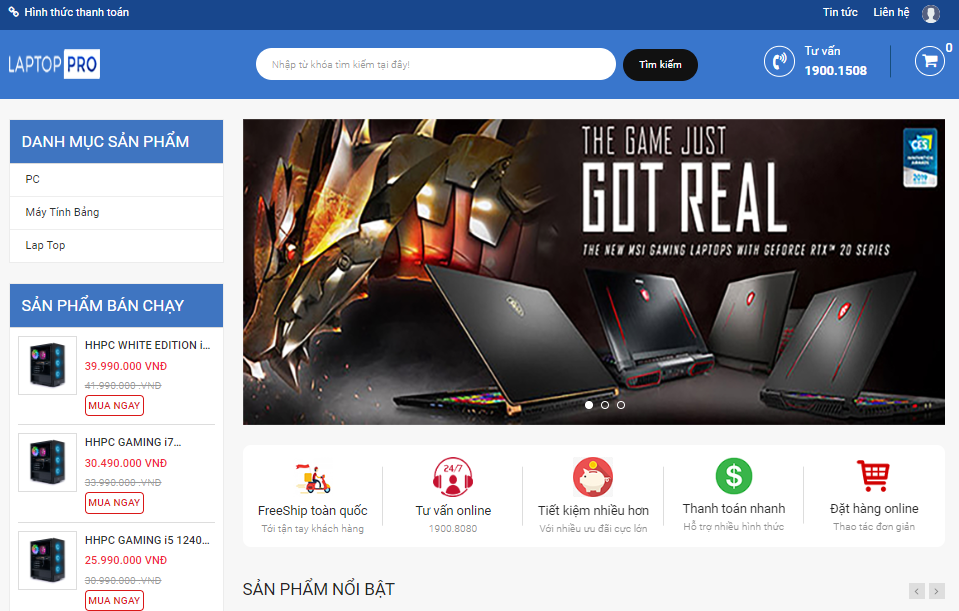 Hình thức thanh toán
Tin tức
Liên hệ
LAPTOP PRO
Nhập từ khóa tìm kiếm tại đây!
Tìm kiếm
Tư vấn
1900.1508
0
DANH MỤC SẢN PHẨM
PC
Máy Tính Bảng
Lap Top
SẢN PHẨM BÁN CHẠY
HHPC WHITE EDITION i...
39.990.000 VNĐ
41.990.000 .VNĐ
MUA NGAY
HHPC GAMING i7...
30.490.000 VNĐ
33.990.000 .VNĐ
MUA NGAY
HHPC GAMING i5 1240...
25.990.000 VNĐ
30.990.000 .VNĐ
MUA NGAY
THE GAME JUST
GOT REAL
THE NEW MSI GAMING LAPTOPS WITH GEFORCE RTX™ 20 SERIES
CES
INNOVATION
AWARDS
2019
24/7
FreeShip toàn quốc
Tới tận tay khách hàng
Tư vấn online
1900.8080
Tiết kiệm nhiều hơn
Với nhiều ưu đãi cực lớn
$
Thanh toán nhanh
Hỗ trợ nhiều hình thức
Đặt hàng online
Thao tác đơn giản
SẢN PHẨM NỔI BẬT